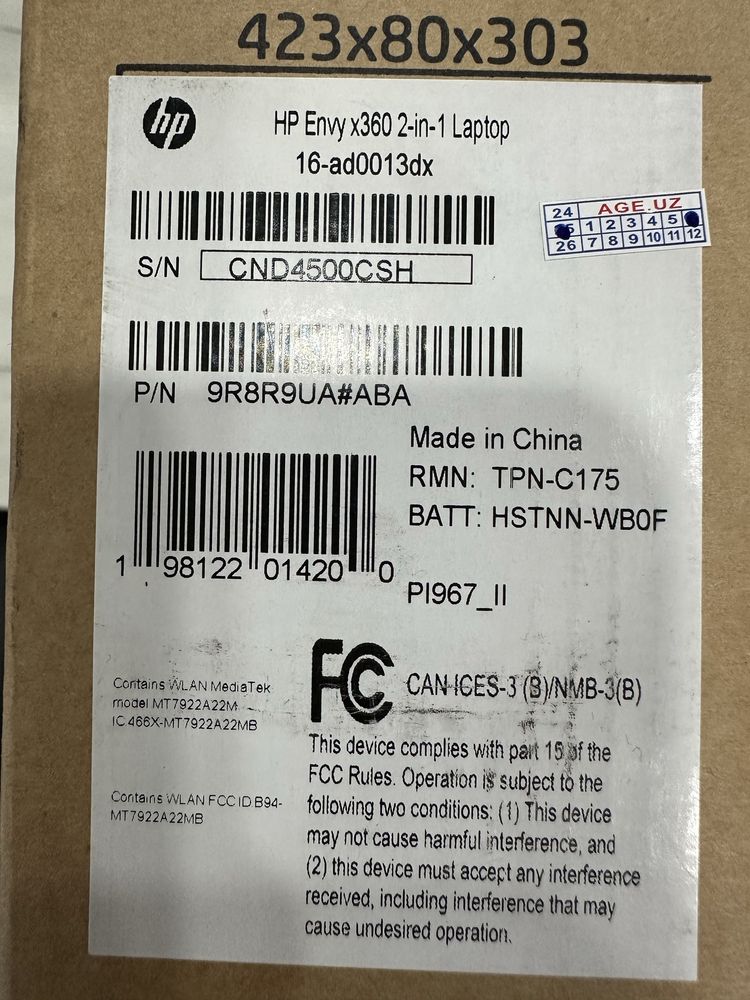 423x80x303
hp
HP Envy x360 2-in-1 Laptop
16-ad0013dx
AGE.UZ
24
1 2 3 4 5
26 7 8 9 10 11 12
S/N CND4500CSH
P/N 9R8R9UA#ABA
Made in China
RMN: TPN-C175
BATT: HSTNN-WB0F
1 98122 01420 0
PI967_II
FC
CAN ICES-3 (B)/NMB-3(B)
Contains WLAN MediaTek
model MT7922A22M
IC 466X-MT7922A22MB
Contains WLAN FCC ID B94-
MT7922A22MB
This device complies with part 15 of the
FCC Rules. Operation is subject to the
following two conditions: (1) This device
may not cause harmful interference, and
(2) this device must accept any interference
received, including interference that may
cause undesired operation.